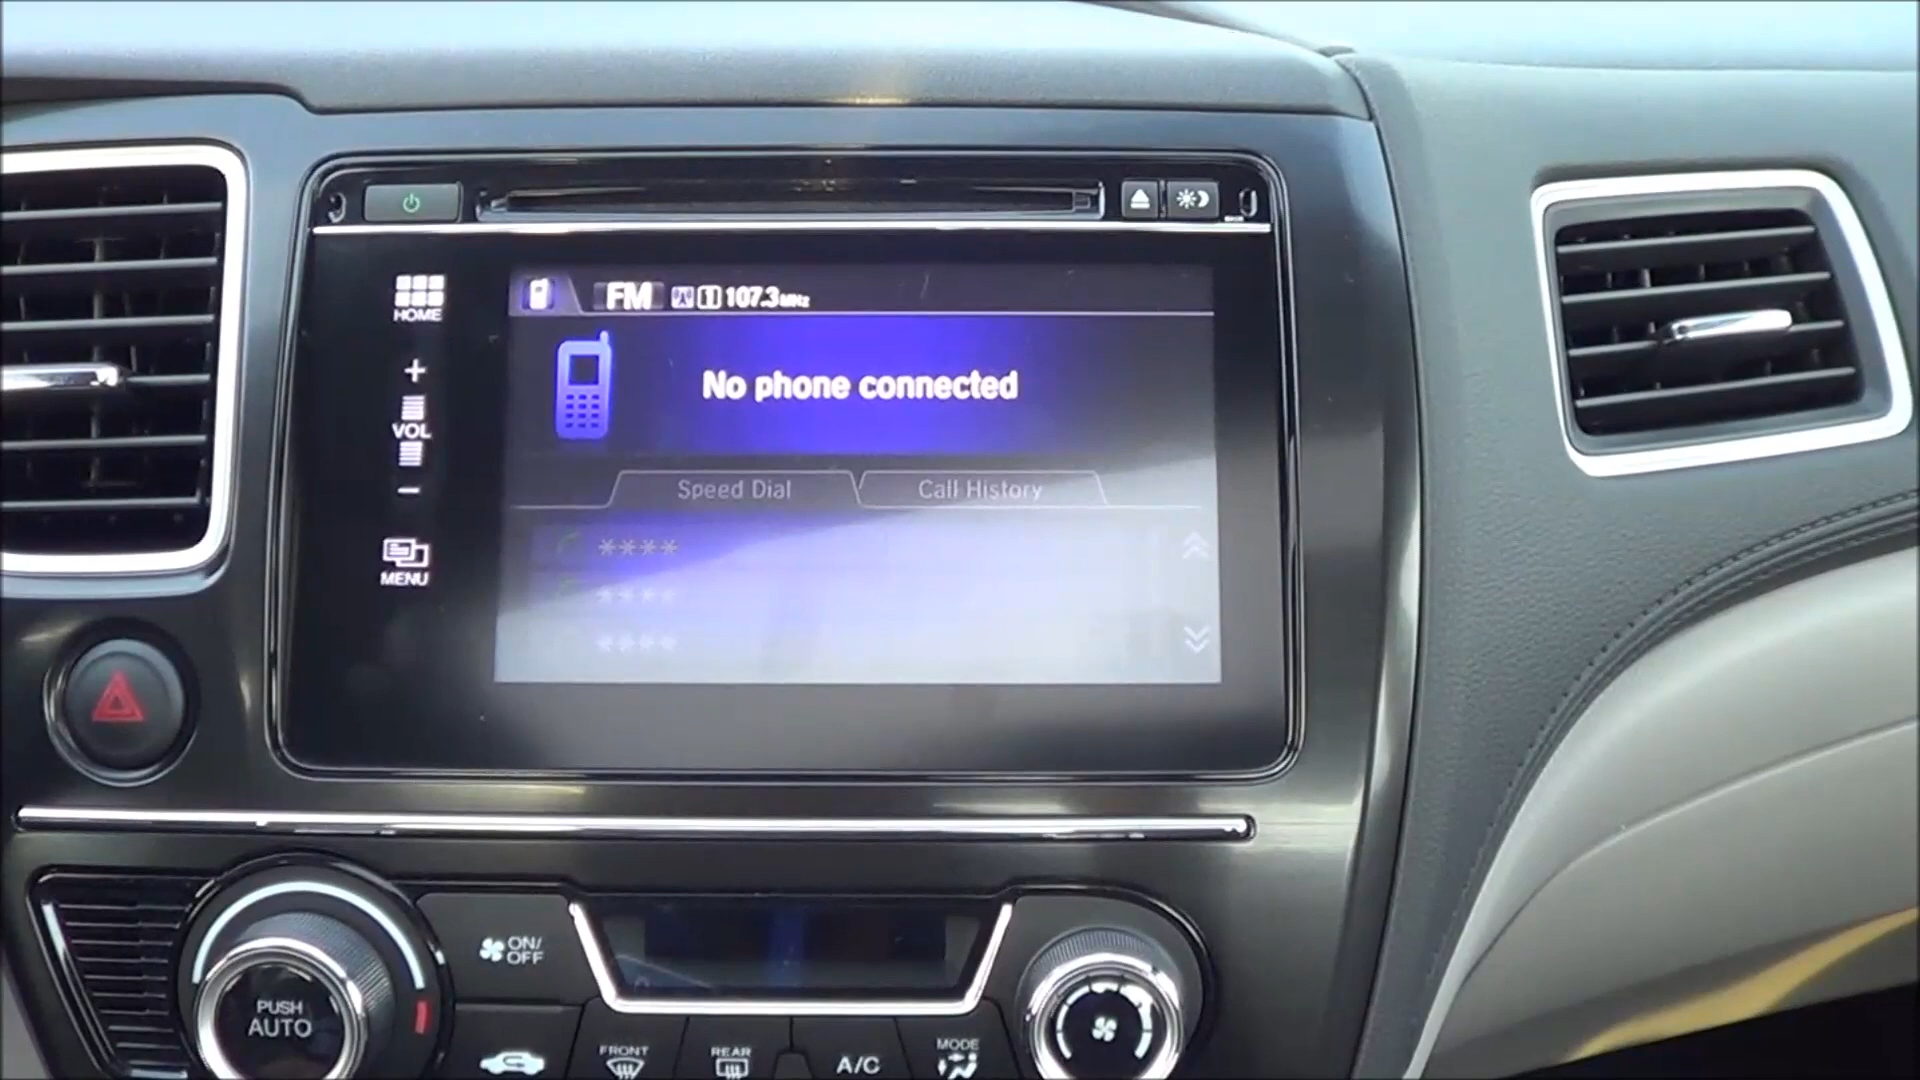 HOME
FM 1 107.3MHz
No phone connected
+
VOL
−
Speed Dial
Call History
****
****
****
MENU
PUSH
AUTO
ON/
OFF
FRONT
REAR
A/C
MODE